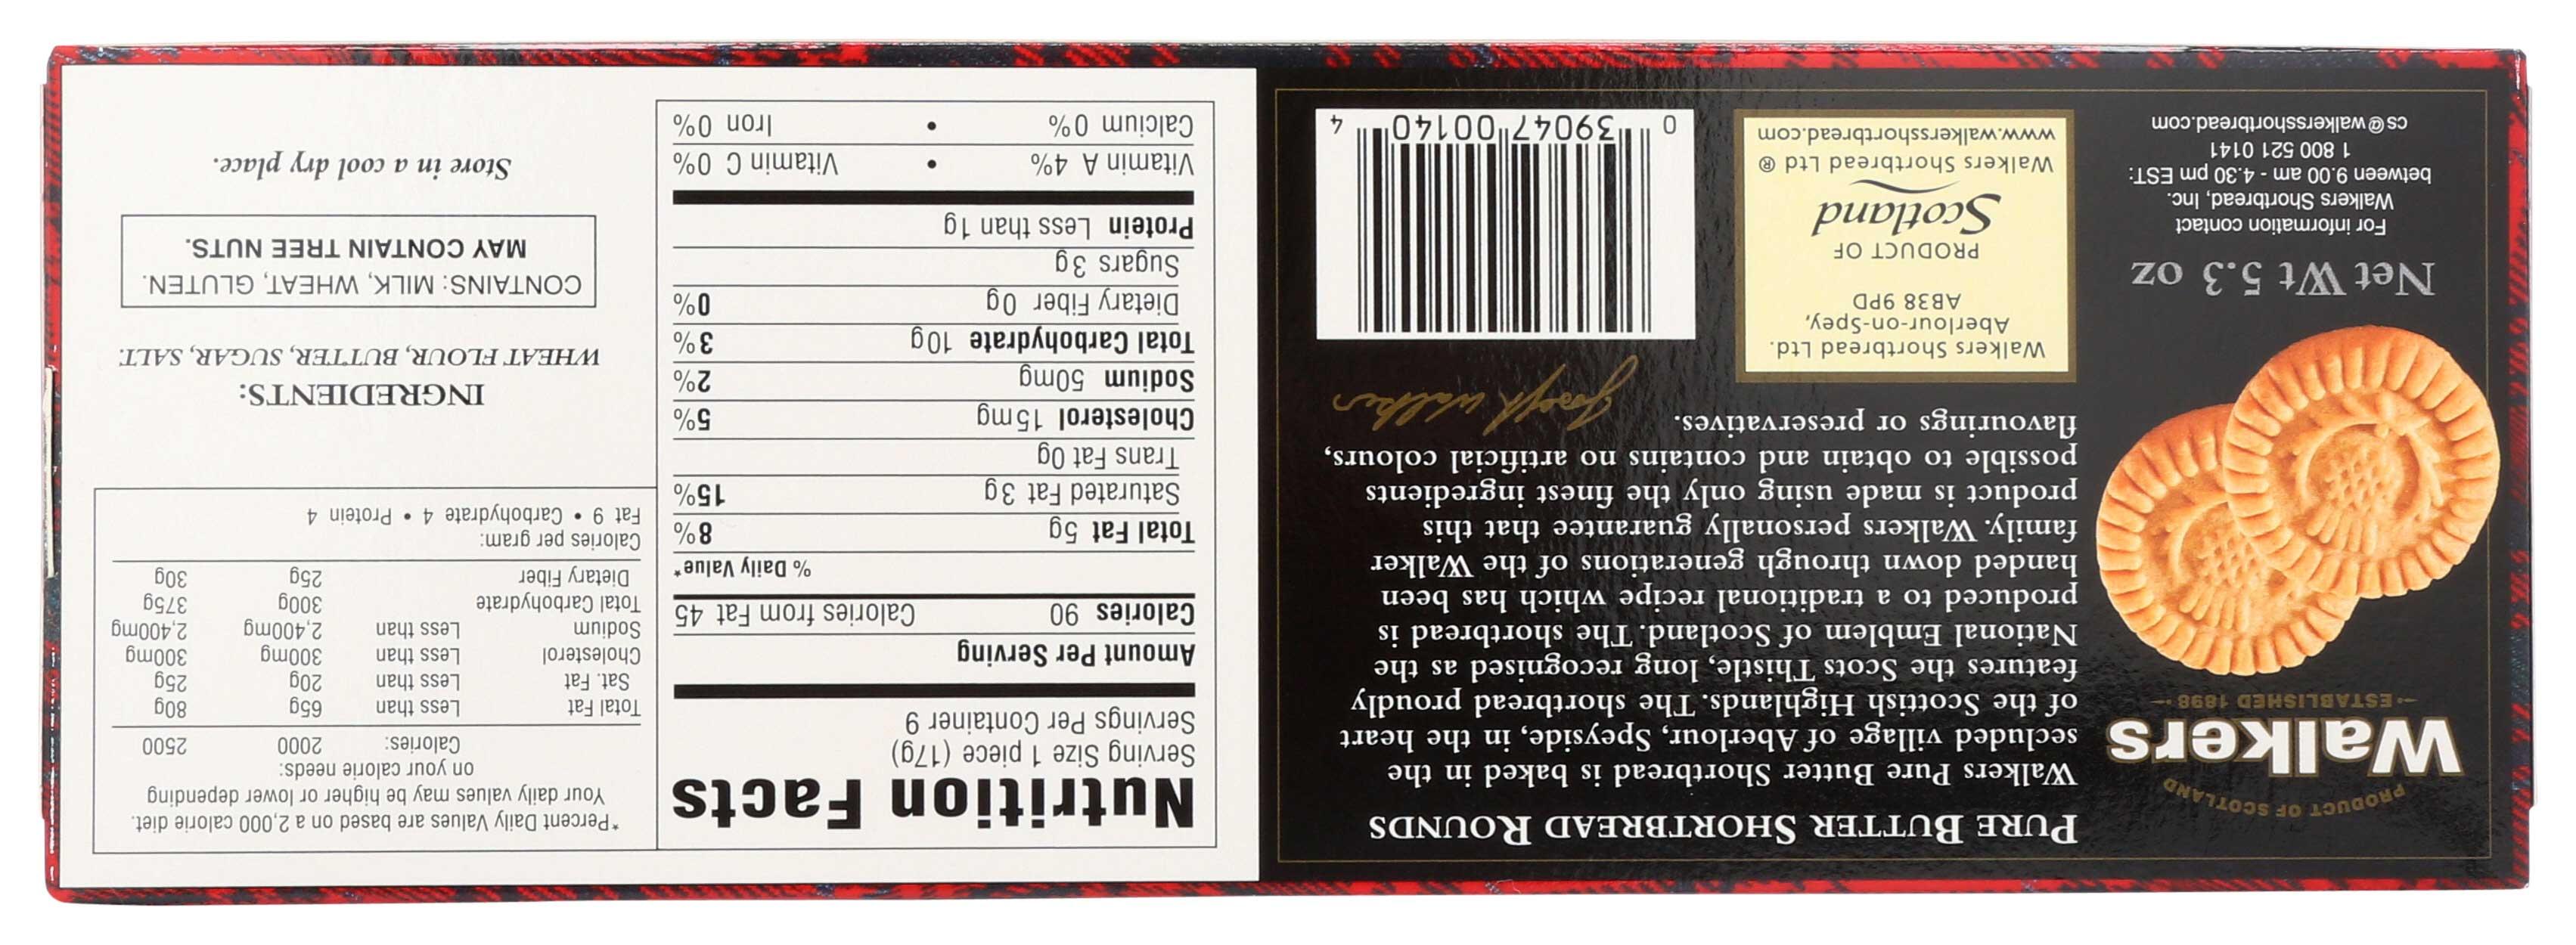 PRODUCT OF SCOTLAND
Walkers
ESTABLISHED 1898
Net Wt 5.3 oz
For information contact
Walkers Shortbread, Inc.
between 9.00 am - 4.30 pm EST:
1 800 521 0141
cs@walkersshortbread.com
PURE BUTTER SHORTBREAD ROUNDS
Walkers Pure Butter Shortbread is baked in the
secluded village of Aberlour, Speyside, in the heart
of the Scottish Highlands. The shortbread proudly
features the Scots Thistle, long recognised as the
National Emblem of Scotland. The shortbread is
produced to a traditional recipe which has been
handed down through generations of the Walker
family. Walkers personally guarantee that this
product is made using only the finest ingredients
possible to obtain and contains no artificial colours,
flavourings or preservatives.
Joseph Walker
Walkers Shortbread Ltd.
Aberlour-on-Spey,
AB38 9PD
PRODUCT OF
Scotland
Walkers Shortbread Ltd ®
www.walkersshortbread.com
0 39047 00140 4
Nutrition Facts
Serving Size 1 piece (17g)
Servings Per Container 9
Amount Per Serving
Calories 90 Calories from Fat 45
% Daily Value*
Total Fat 5g 8%
Saturated Fat 3g 15%
Trans Fat 0g
Cholesterol 15mg 5%
Sodium 50mg 2%
Total Carbohydrate 10g 3%
Dietary Fiber 0g 0%
Sugars 3g
Protein Less than 1g
Vitamin A 4% • Vitamin C 0%
Calcium 0% • Iron 0%
*Percent Daily Values are based on a 2,000 calorie diet.
Your daily values may be higher or lower depending
on your calorie needs:
Calories: 2000 2500
Total Fat Less than 65g 80g
Sat. Fat Less than 20g 25g
Cholesterol Less than 300mg 300mg
Sodium Less than 2,400mg 2,400mg
Total Carbohydrate 300g 375g
Dietary Fiber 25g 30g
Calories per gram:
Fat 9 • Carbohydrate 4 • Protein 4
INGREDIENTS:
WHEAT FLOUR, BUTTER, SUGAR, SALT.
CONTAINS: MILK, WHEAT, GLUTEN.
MAY CONTAIN TREE NUTS.
Store in a cool dry place.